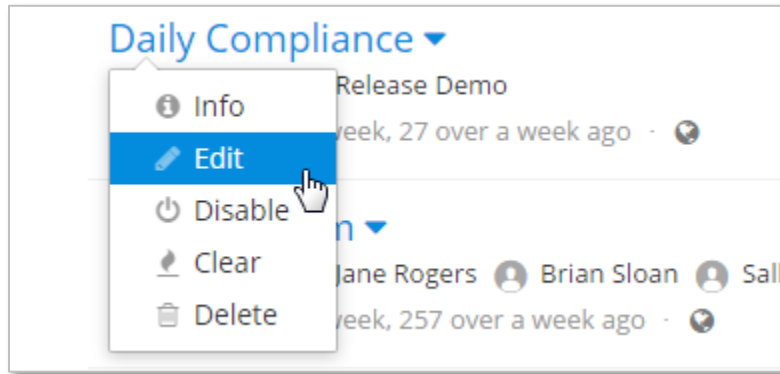 Daily Compliance
Info
Release Demo
Edit
week, 27 over a week ago ·
Disable
Clear
Jane Rogers Brian Sloan
Delete
week, 257 over a week ago ·